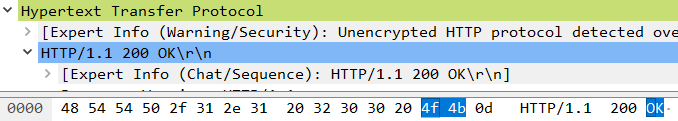 Hypertext Transfer Protocol
[Expert Info (Warning/Security): Unencrypted HTTP protocol detected ove
HTTP/1.1 200 OK\r\n
[Expert Info (Chat/Sequence): HTTP/1.1 200 OK\r\n]
0000 48 54 54 50 2f 31 2e 31 20 32 30 30 20 4f 4b 0d HTTP/1.1 200 OK·